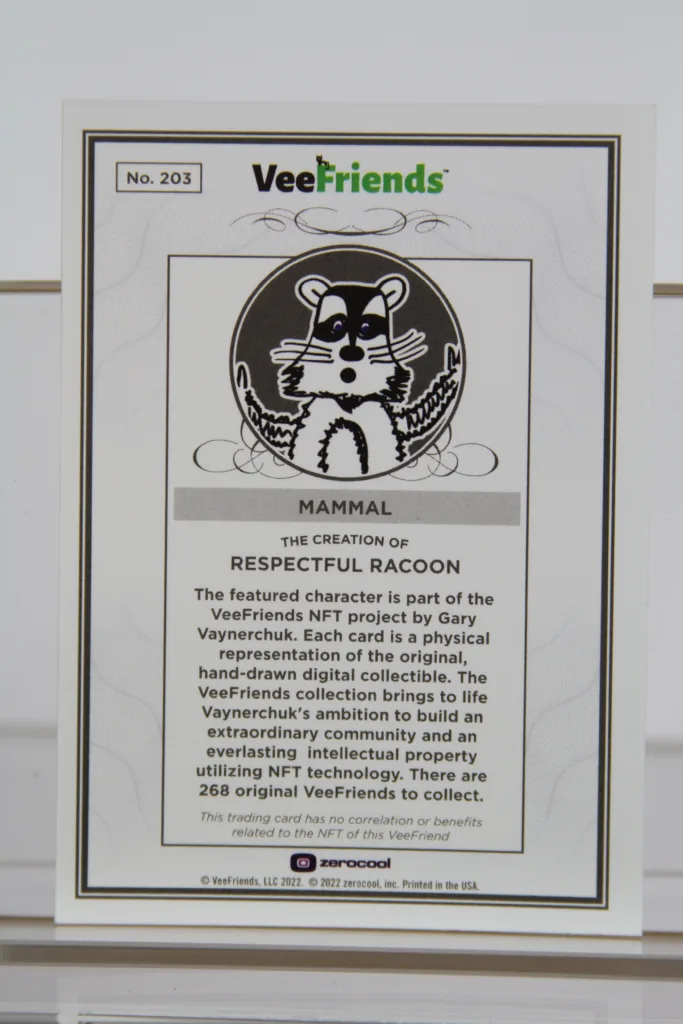 No. 203
VeeFriends™
MAMMAL
THE CREATION OF
RESPECTFUL RACOON
The featured character is part of the
VeeFriends NFT project by Gary
Vaynerchuk. Each card is a physical
representation of the original,
hand-drawn digital collectible. The
VeeFriends collection brings to life
Vaynerchuk's ambition to build an
extraordinary community and an
everlasting intellectual property
utilizing NFT technology. There are
268 original VeeFriends to collect.
This trading card has no correlation or benefits
related to the NFT of this VeeFriend
zerocool
© VeeFriends, LLC 2022. © 2022 zerocool, inc. Printed in the USA.